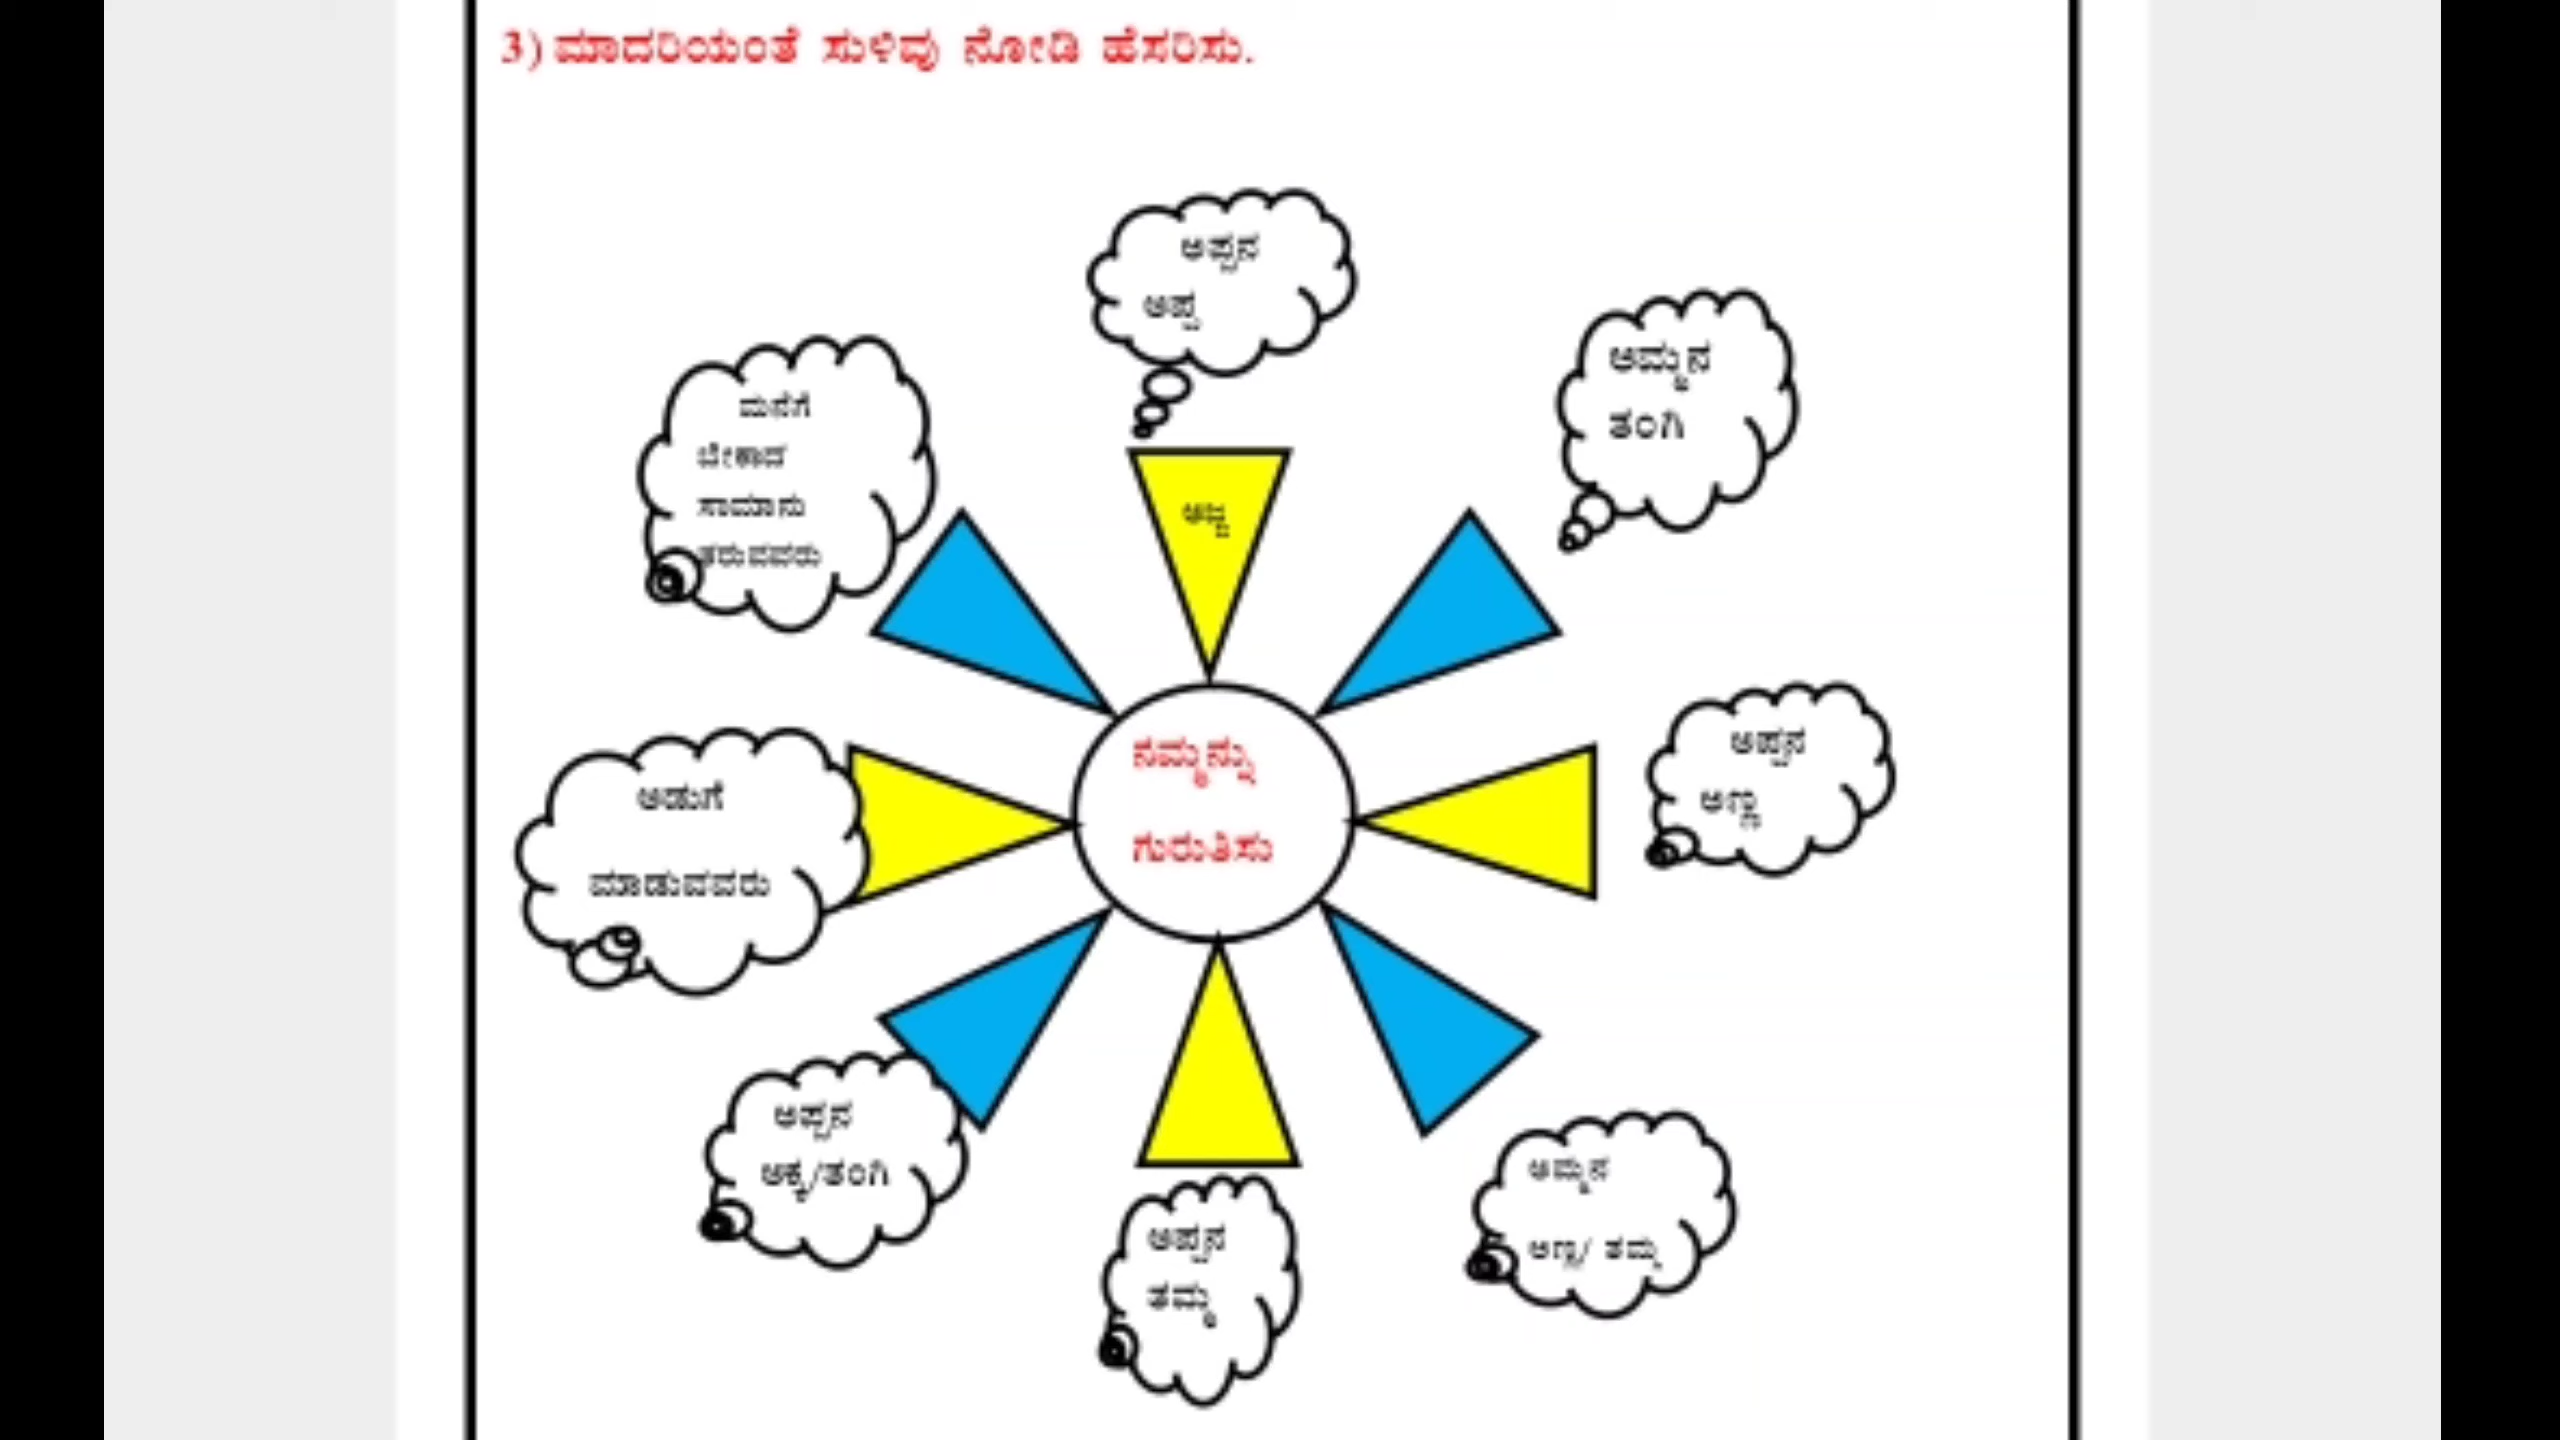 3) ಮಾದರಿಯಂತೆ ಸುಳಿವು ನೋಡಿ ಹೆಸರಿಸು.
ಅಪ್ಪನ
ಅಪ್ಪ
ಅಜ್ಜ
ಅಮ್ಮನ
ತಂಗಿ
ಅಪ್ಪನ
ಅಣ್ಣ
ಅಮ್ಮನ
ಅಣ್ಣ/ ತಮ್ಮ
ಅಪ್ಪನ
ತಮ್ಮ
ಅಪ್ಪನ
ಅಕ್ಕ/ತಂಗಿ
ಅಡುಗೆ
ಮಾಡುವವರು
ಮನೆಗೆ
ಬೇಕಾದ
ಸಾಮಾನು
ತರುವವರು
ನಮ್ಮನ್ನು
ಗುರುತಿಸು